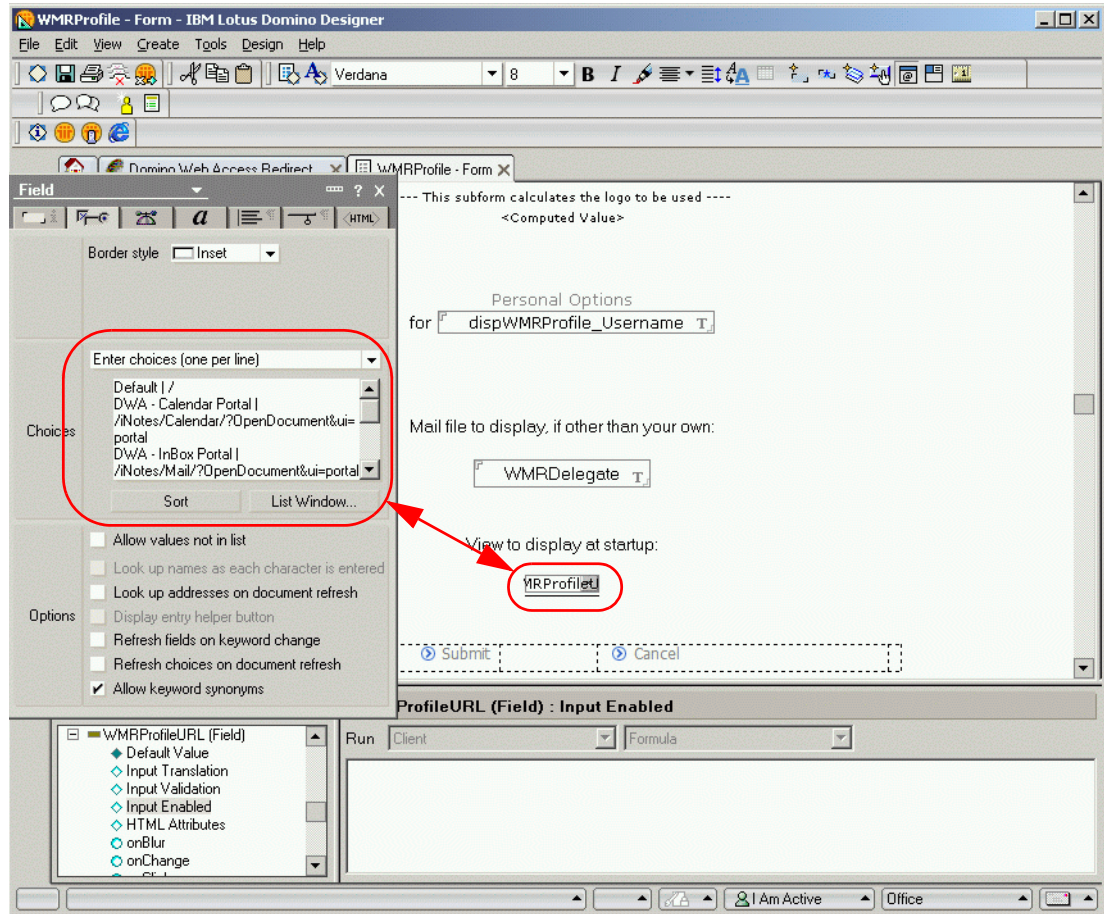 WMRProfile - Form - IBM Lotus Domino Designer
File Edit View Create Tools Design Help
Verdana 8 B I
Domino Web Access Redirect WMRProfile - Form
Field ? X
a <HTML>
Border style Inset
Enter choices (one per line)
Choices
Default | /
DWA - Calendar Portal |
/iNotes/Calendar/?OpenDocument&ui=
portal
DWA - InBox Portal |
/iNotes/Mail/?OpenDocument&ui=portal
Sort List Window...
Options
Allow values not in list
Look up names as each character is entered
Look up addresses on document refresh
Display entry helper button
Refresh fields on keyword change
Refresh choices on document refresh
Allow keyword synonyms
--- This subform calculates the logo to be used ----
<Computed Value>
Personal Options
for dispWMRProfile_Username T
Mail file to display, if other than your own:
WMRDelegate T
View to display at startup:
MRProfileU
Submit Cancel
ProfileURL (Field) : Input Enabled
Run Client Formula
WMRProfileURL (Field)
Default Value
Input Translation
Input Validation
Input Enabled
HTML Attributes
onBlur
onChange
I Am Active Office